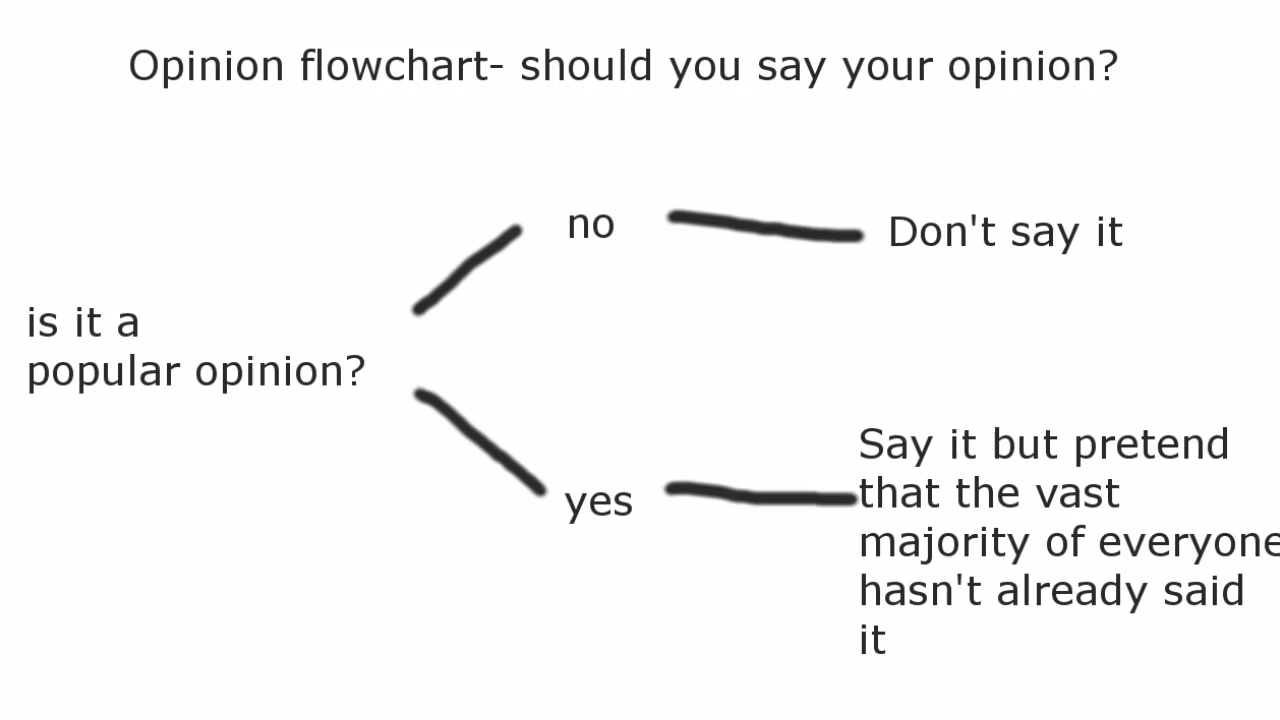 Opinion flowchart- should you say your opinion?
no
Don't say it
is it a
popular opinion?
yes
Say it but pretend
that the vast
majority of everyone
hasn't already said
it